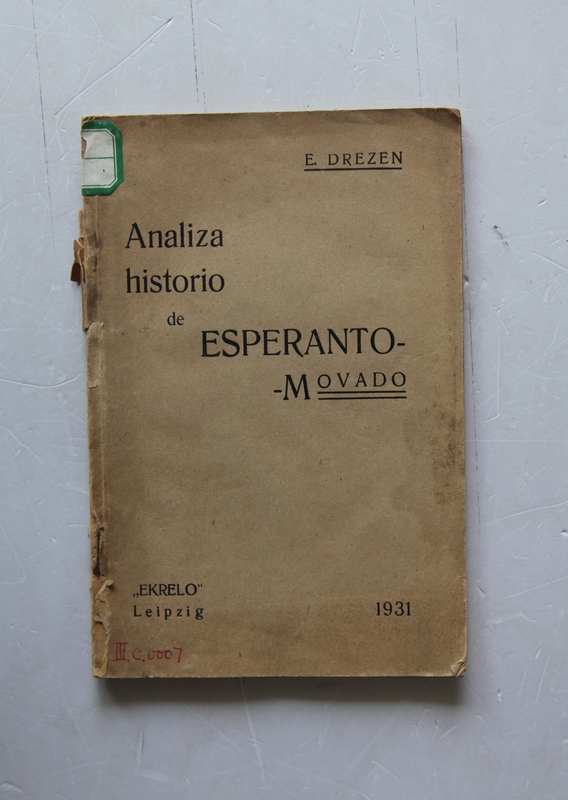 E. DREZEN
Analiza
historio
de
ESPERANTO-
-MOVADO
„EKRELO”
Leipzig
1931
III.C.0007